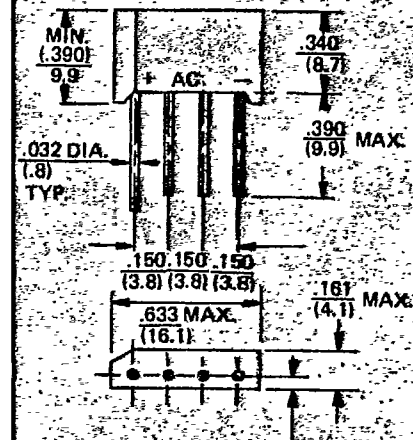 MIN.
(.390)
9.9
.340
(8.7)
+ AC. -
.390 MAX.
(9.9)
.032 DIA.
(.8)
TYP.
.150 .150 .150
(3.8) (3.8) (3.8)
.633 MAX.
(16.1)
.161 MAX.
(4.1)